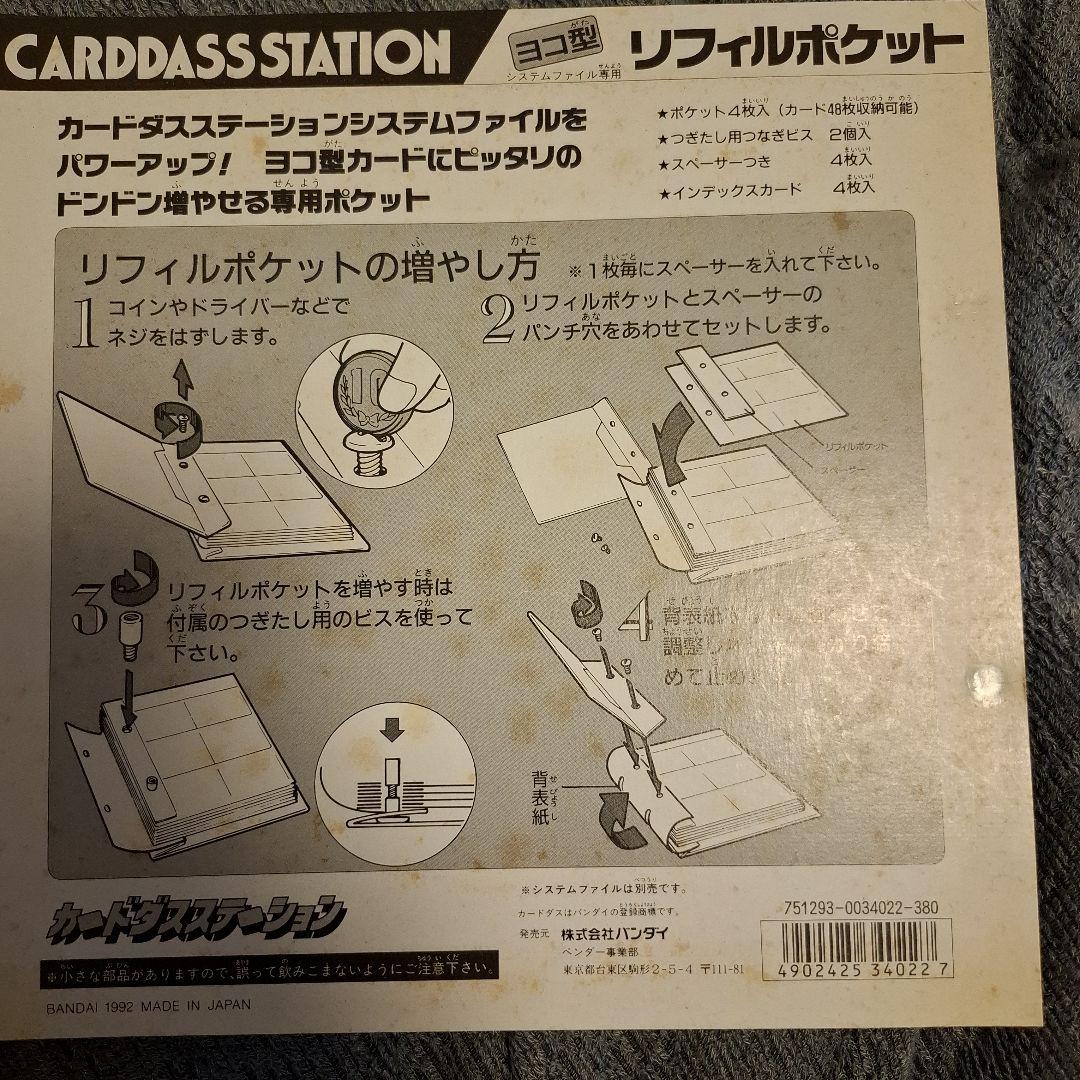 CARDDASS STATION
ヨコ型 リフィルポケット
システムファイル専用
カードダスステーションシステムファイルを
パワーアップ! ヨコ型カードにピッタリの
ドンドン増やせる専用ポケット
★ポケット4枚入(カード48枚収納可能)
★つぎたし用つなぎビス 2個入
★スペーサーつき 4枚入
★インデックスカード 4枚入
リフィルポケットの増やし方 ※1枚毎にスペーサーを入れて下さい。
1 コインやドライバーなどで
ネジをはずします。
10
2 リフィルポケットとスペーサーの
パンチ穴をあわせてセットします。
リフィルポケット
スペーサー
3 リフィルポケットを増やす時は
付属のつぎたし用のビスを使って
下さい。
4 背表紙
調整し
めて止め
背表紙
せびょうし
カードダスステーション
※小さな部品がありますので、誤って飲みこまないようにご注意下さい。
BANDAI 1992 MADE IN JAPAN
※システムファイルは別売です。
カードダスはバンダイの登録商標です。
発売元 株式会社バンダイ
ベンダー事業部
東京都台東区駒形2-5-4 〒111-81
751293-0034022-380
4902425 340227